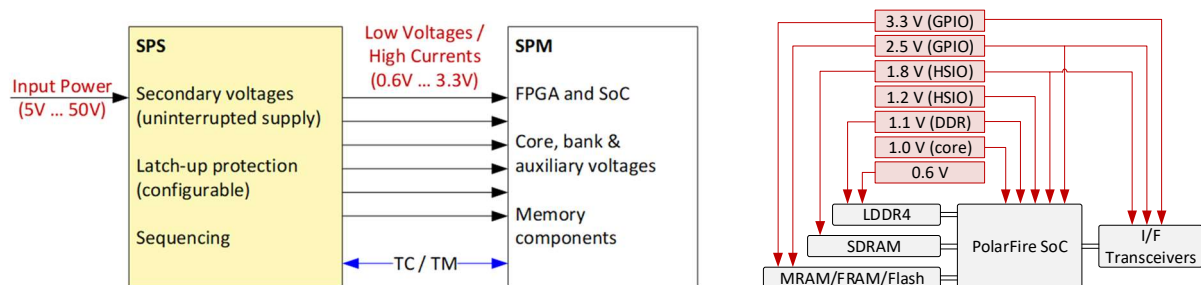 SPS
Low Voltages /
High Currents
(0.6V ... 3.3V)
SPM
Input Power
(5V ... 50V)
Secondary voltages
(uninterrupted supply)
Latch-up protection
(configurable)
Sequencing
FPGA and SoC
Core, bank &
auxiliary voltages
Memory
components
TC / TM
3.3 V (GPIO)
2.5 V (GPIO)
1.8 V (HSIO)
1.2 V (HSIO)
1.1 V (DDR)
1.0 V (core)
0.6 V
LDDR4
SDRAM
MRAM/FRAM/Flash
PolarFire SoC
I/F
Transceivers